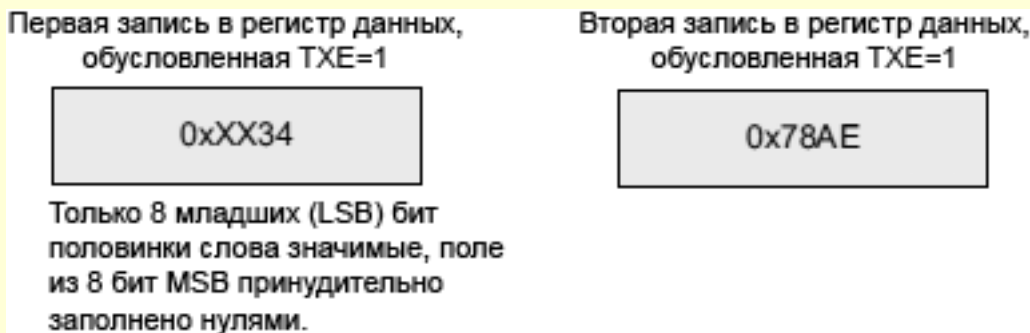 Первая запись в регистр данных,
обусловленная TXE=1
0xXX34
Только 8 младших (LSB) бит
половинки слова значимые, поле
из 8 бит MSB принудительно
заполнено нулями.
Вторая запись в регистр данных,
обусловленная TXE=1
0x78AE